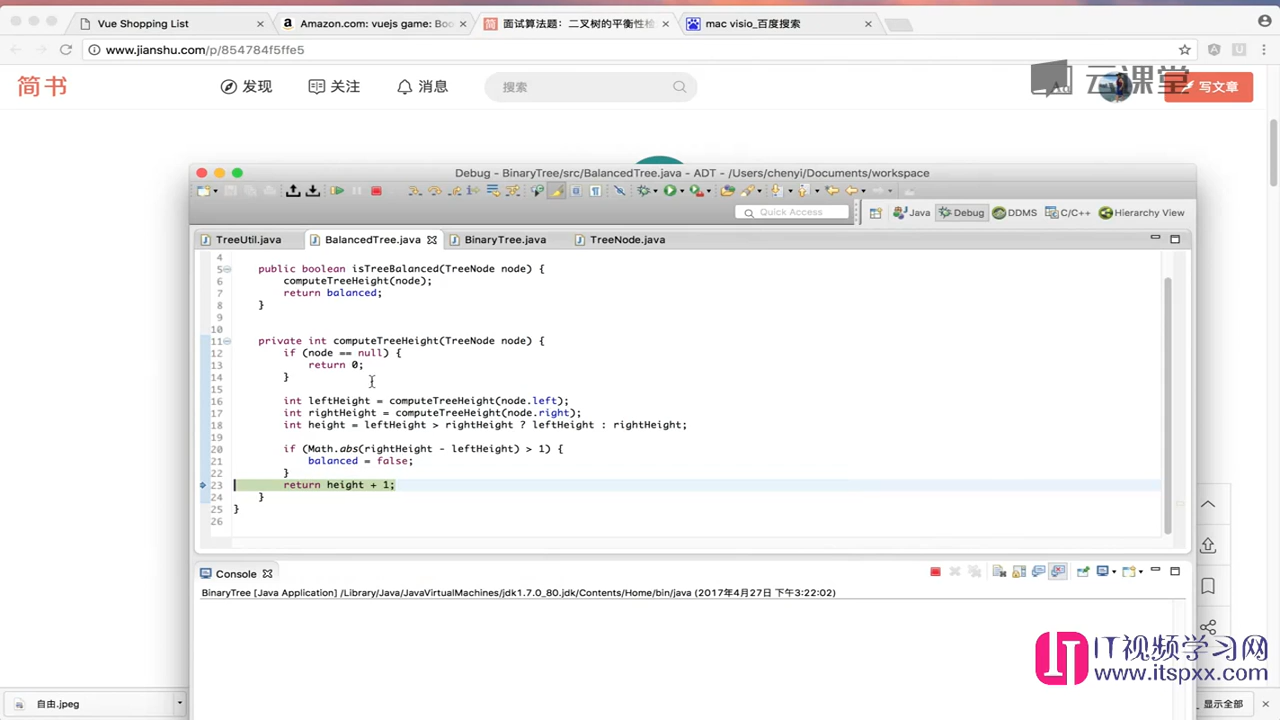 Vue Shopping List
Amazon.com: vuejs game: Boo
面试算法题：二叉树的平衡性检
mac visio_百度搜索
www.jianshu.com/p/854784f5ffe5
简书
发现
关注
消息
搜索
云课堂
写文章
Debug - BinaryTree/src/BalancedTree.java - ADT - /Users/chenyi/Documents/workspace
Quick Access
Java
Debug
DDMS
C/C++
Hierarchy View
TreeUtil.java
BalancedTree.java
BinaryTree.java
TreeNode.java
4
5 public boolean isTreeBalanced(TreeNode node) {
6 computeTreeHeight(node);
7 return balanced;
8 }
9
10
11 private int computeTreeHeight(TreeNode node) {
12 if (node == null) {
13 return 0;
14 }
15
16 int leftHeight = computeTreeHeight(node.left);
17 int rightHeight = computeTreeHeight(node.right);
18 int height = leftHeight > rightHeight ? leftHeight : rightHeight;
19
20 if (Math.abs(rightHeight - leftHeight) > 1) {
21 balanced = false;
22 }
23 return height + 1;
24 }
25 }
26
Console
BinaryTree [Java Application] /Library/Java/JavaVirtualMachines/jdk1.7.0_80.jdk/Contents/Home/bin/java (2017年4月27日 下午3:22:02)
IT IT视频学习网
www.itspxx.com
自由.jpeg
显示全部